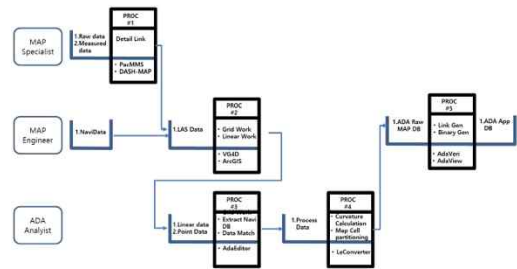 MAP
Specialist
1.Raw data
2.Measured
data
PROC
#1
Detail Link
• PacMMS
• DASH-MAP
MAP
Engineer
1.NaviData
1.LAS Data
PROC
#2
• Grid Work
• Linear Work
• VG4D
• ArcGIS
1.ADA Raw
MAP DB
PROC
#5
• Link Gen
• Binary Gen
• AdaVeri
• AdaView
1.ADA App
DB
ADA
Analyist
1.Linear data
2.Point Data
PROC
#3
• Extract Navi
DB
• Data Match
• AdaEditor
1.Process
Data
PROC
#4
• Curvature
Calculation
• Map Cell
partitioning
• LeConverter